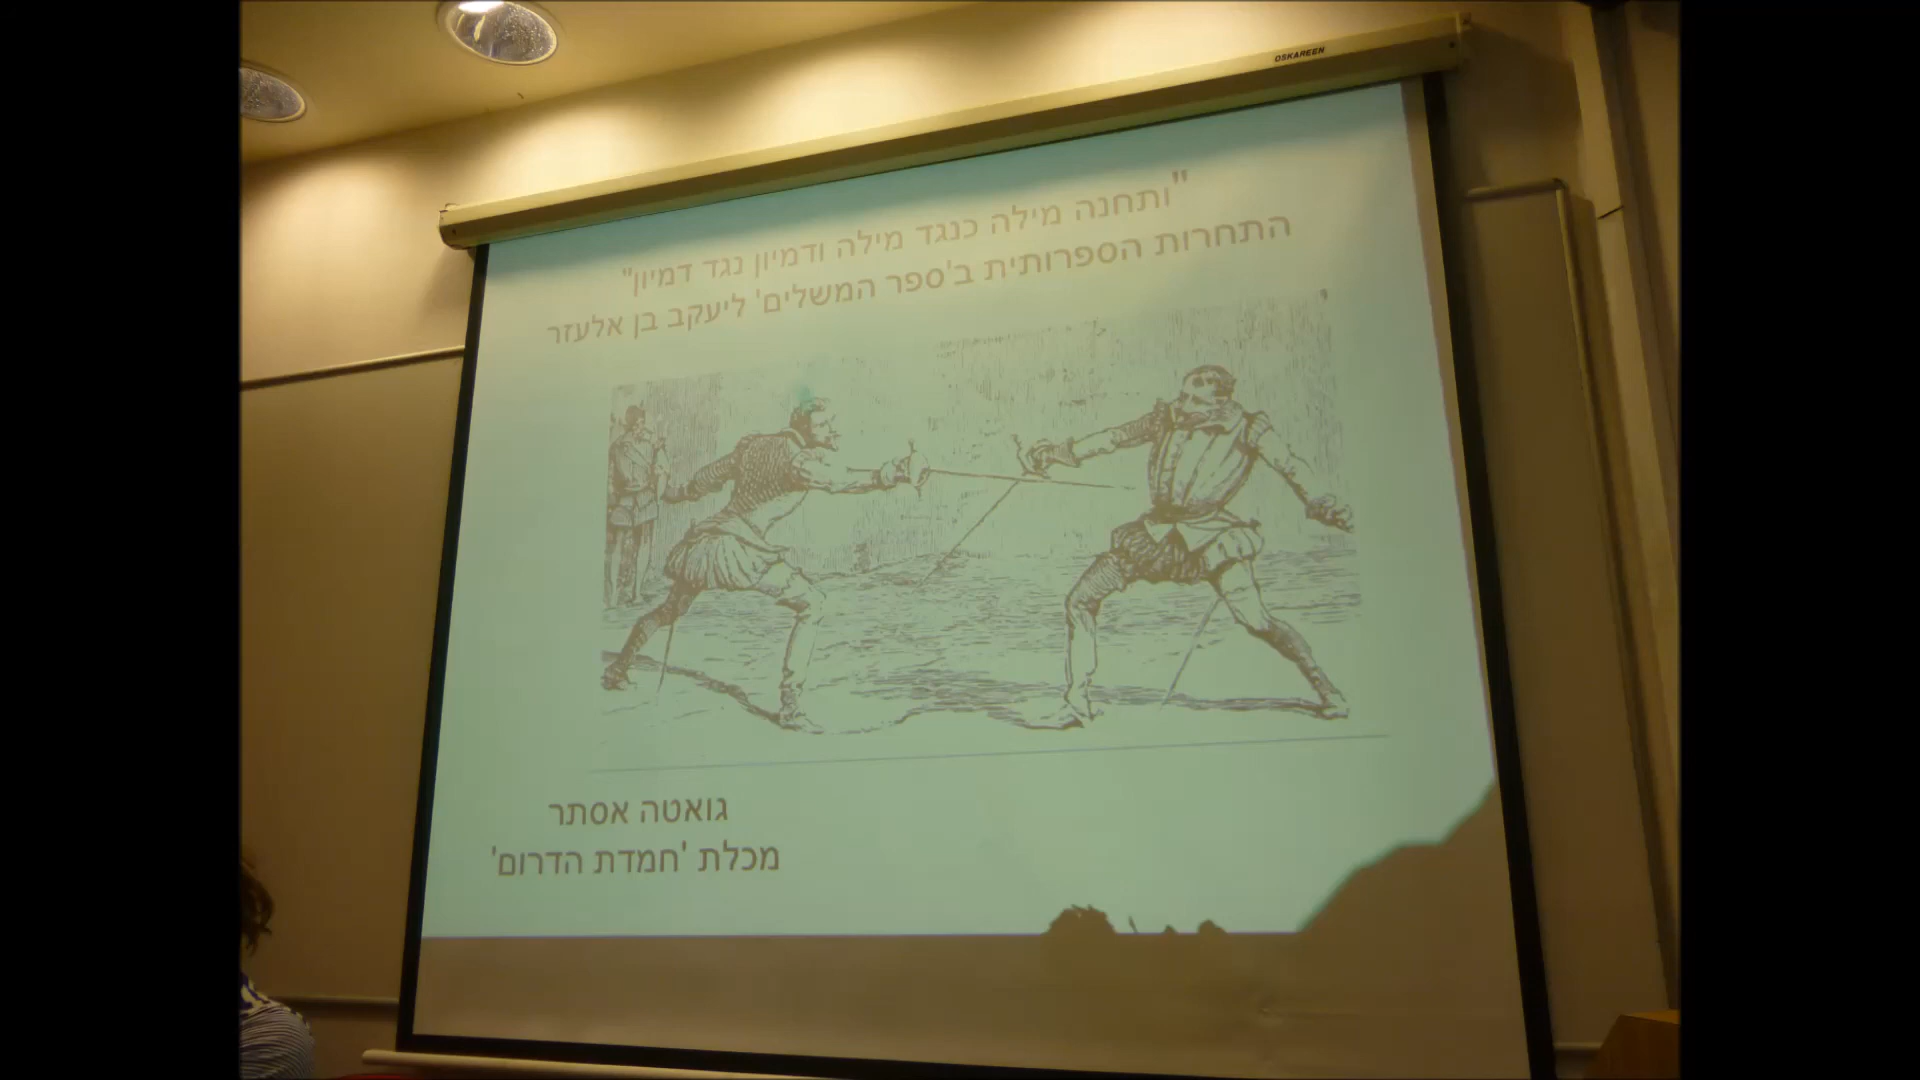 OSKAREEN
"ותחנה מילה כנגד מילה ודמיון נגד דמיון"
התחרות הספרותית ב'ספר המשלים' ליעקב בן אלעזר
גואטה אסתר
מכלת 'חמדת הדרום'